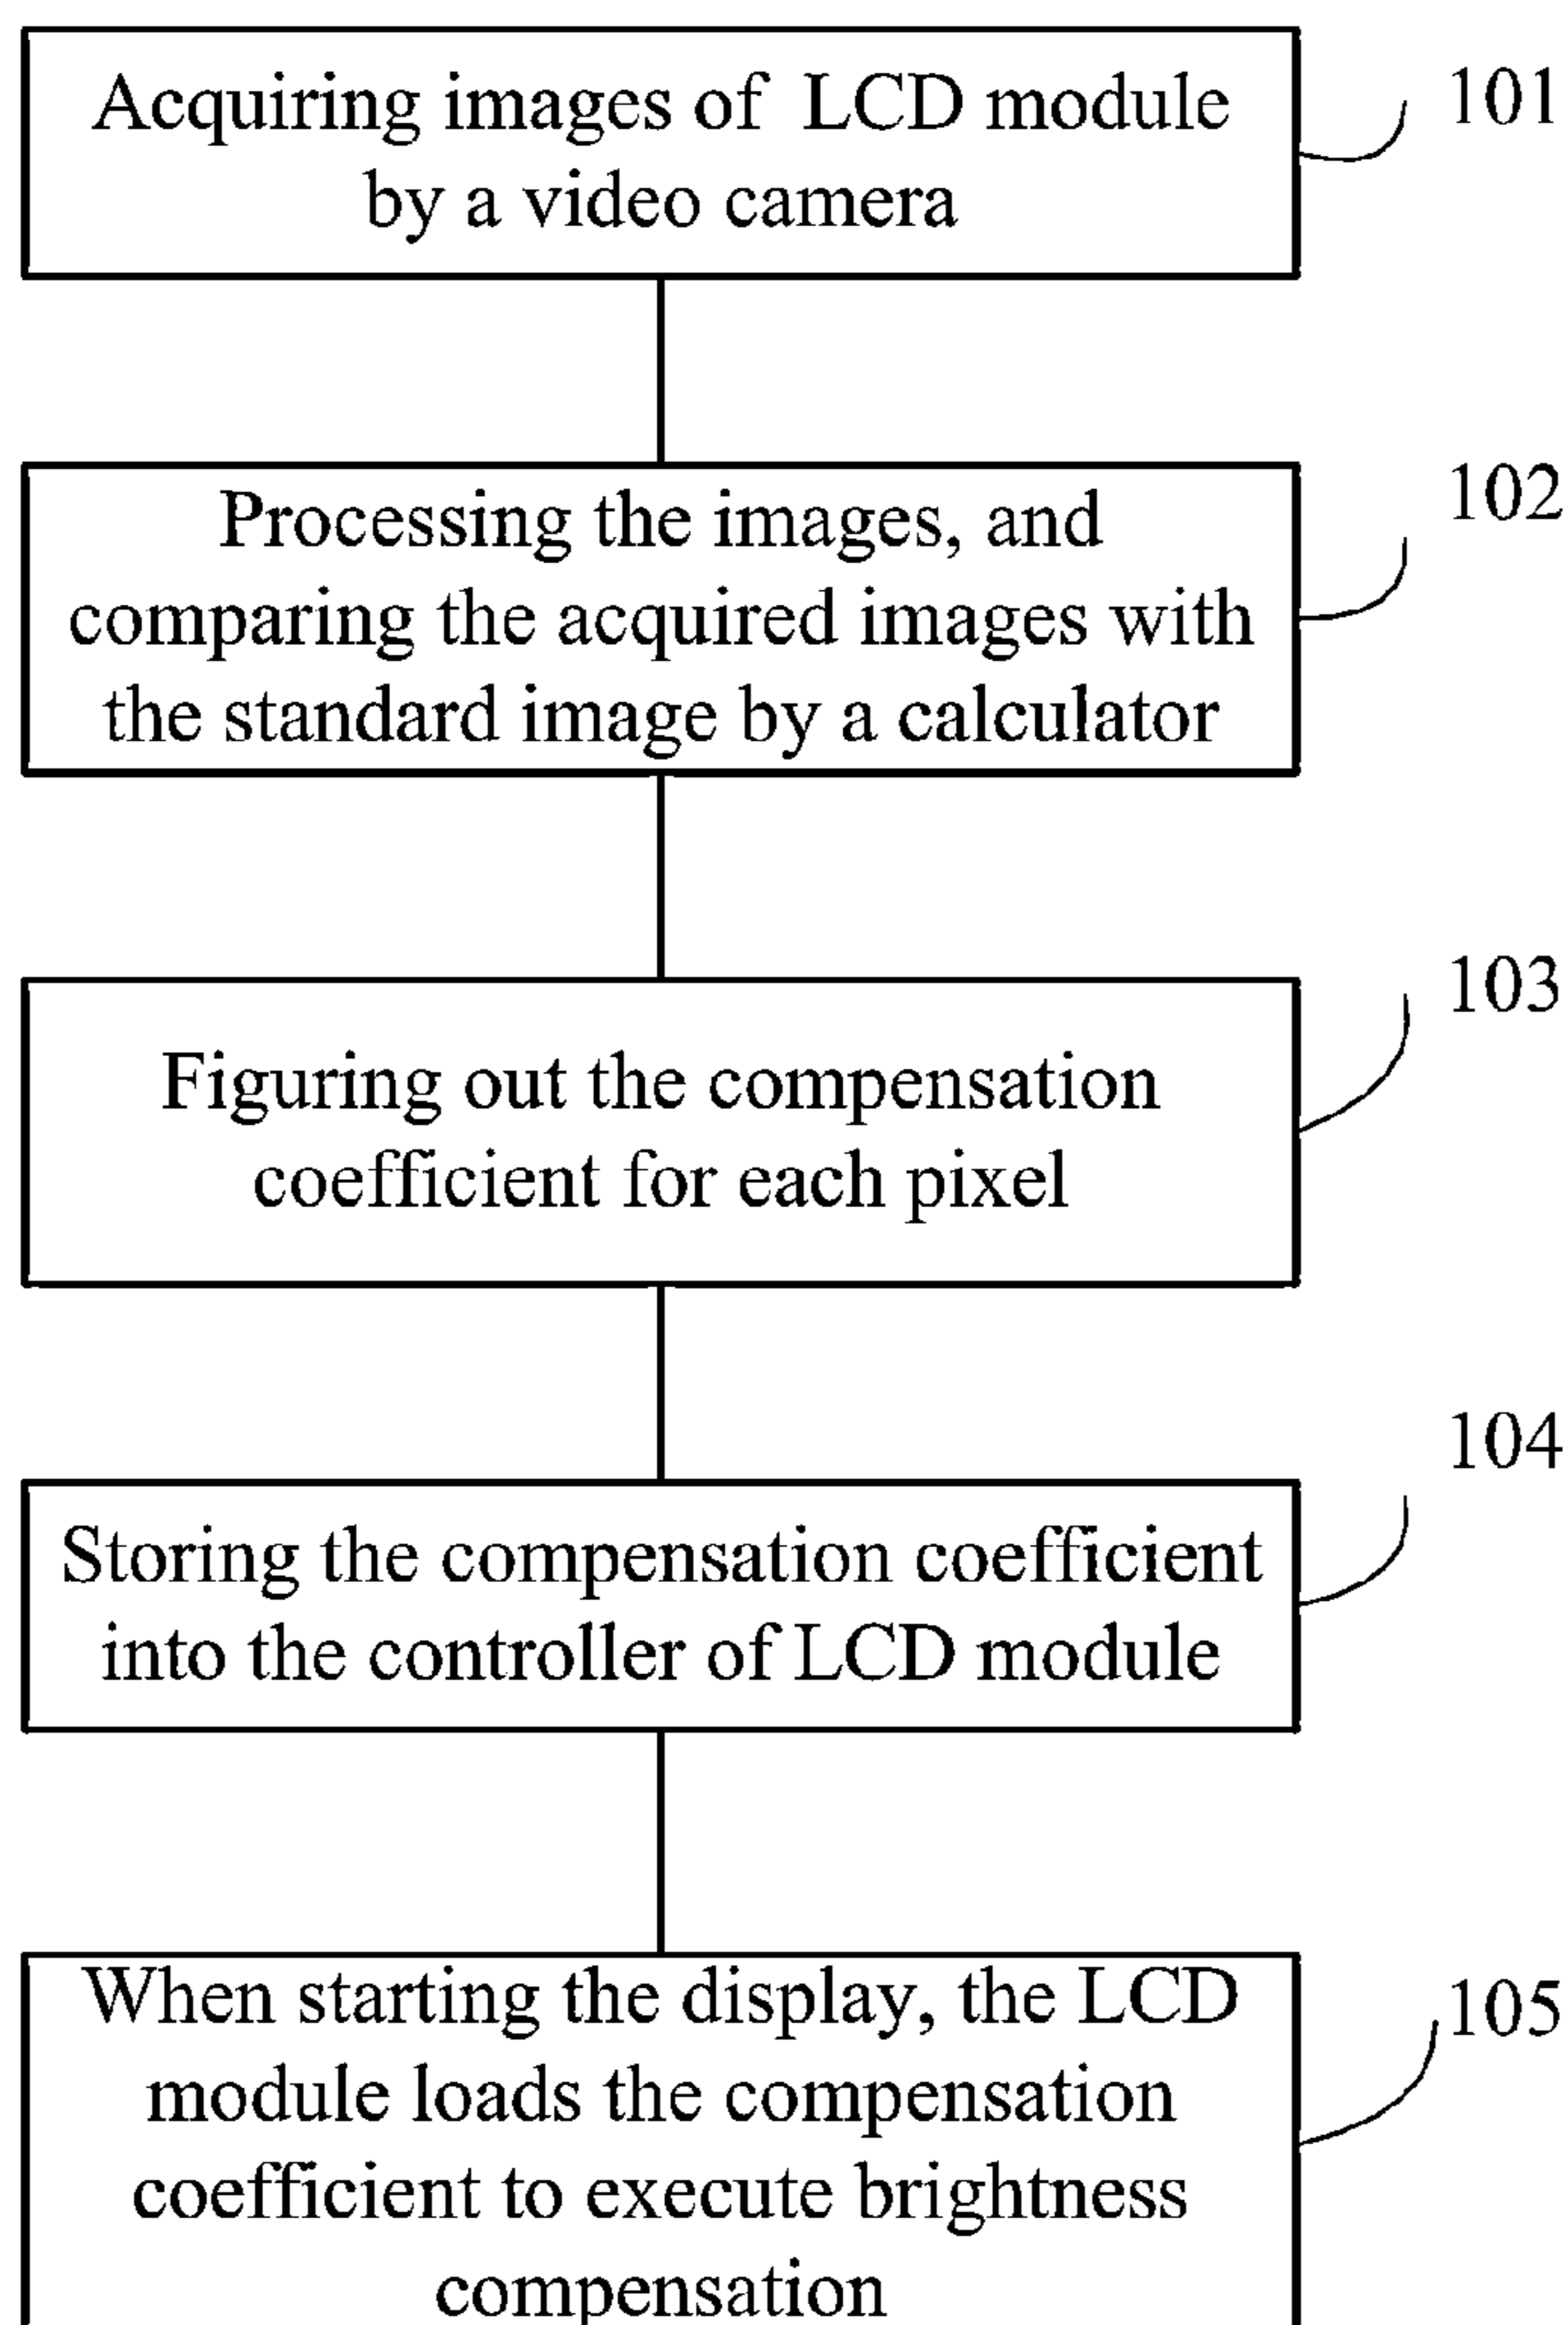 Acquiring images of LCD module
by a video camera
101
Processing the images, and
comparing the acquired images with
the standard image by a calculator
102
Figuring out the compensation
coefficient for each pixel
103
Storing the compensation coefficient
into the controller of LCD module
104
When starting the display, the LCD
module loads the compensation
coefficient to execute brightness
compensation
105